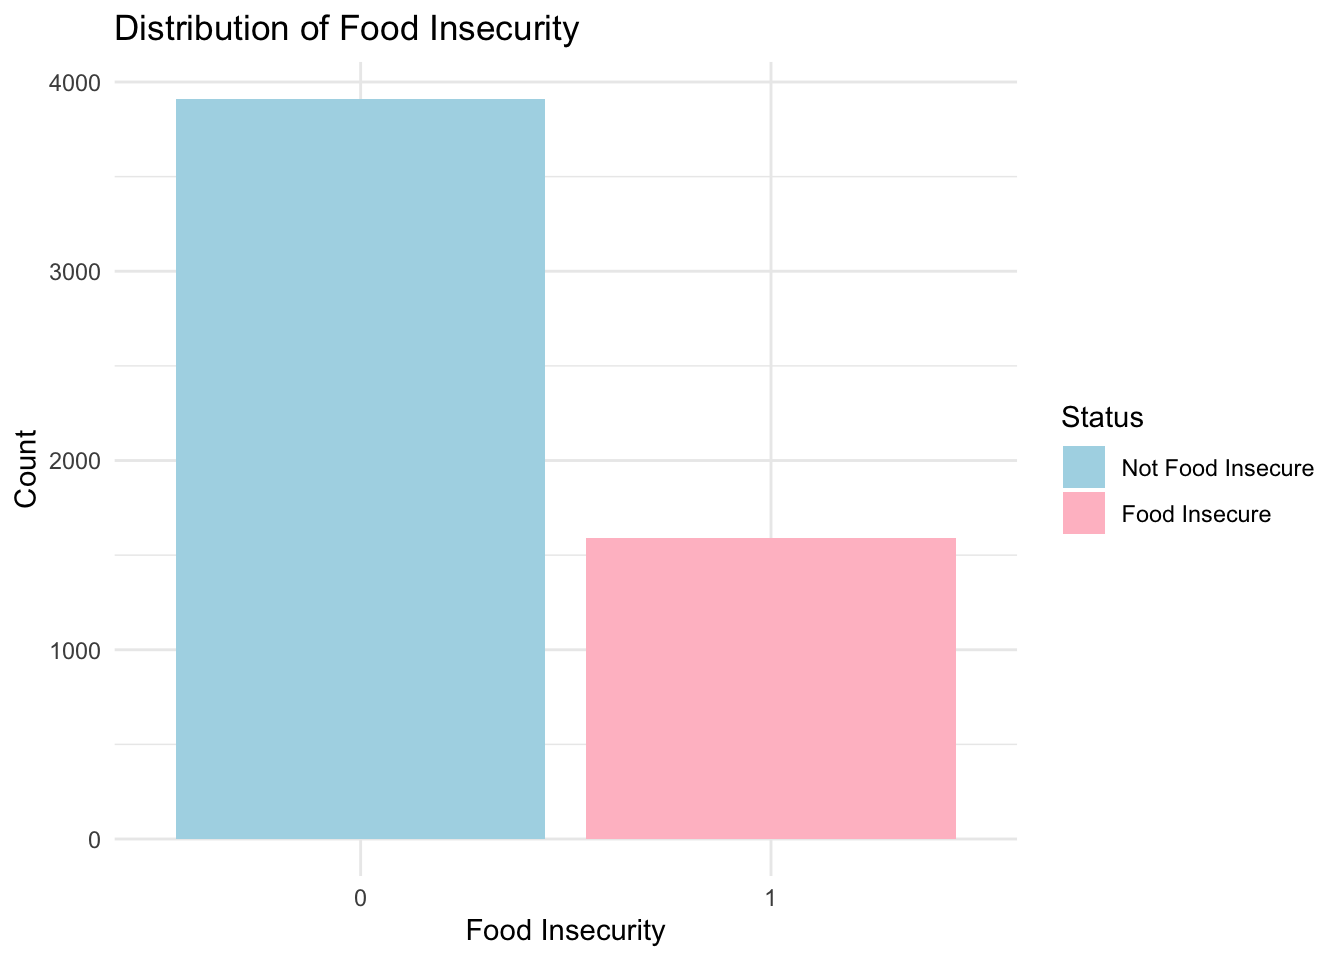 Distribution of Food Insecurity
4000
3000
2000
1000
0
Count
0
1
Food Insecurity
Status
Not Food Insecure
Food Insecure